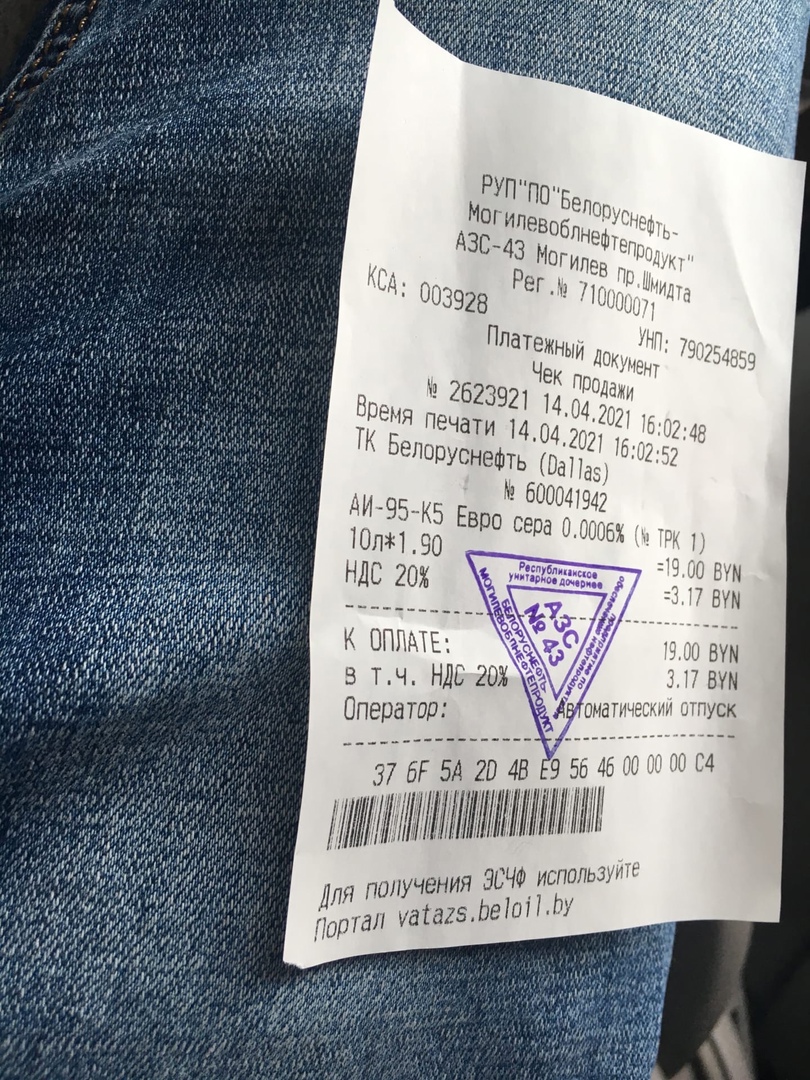 РУП"ПО"Белоруснефть-
Могилевоблнефтепродукт"
АЗС-43 Могилев пр.Шмидта
Рег.№ 710000071
КСА: 003928
УНП: 790254859
Платежный документ
Чек продажи
№ 2623921 14.04.2021 16:02:48
Время печати 14.04.2021 16:02:52
ТК Белоруснефть (Dallas)
№ 600041942
АИ-95-К5 Евро сера 0.0006% (№ ТРК 1)
10л*1.90 =19.00 BYN
НДС 20% =3.17 BYN
К ОПЛАТЕ: 19.00 BYN
в т.ч. НДС 20% 3.17 BYN
Оператор: Автоматический отпуск
37 6F 5A 2D 4B E9 56 46 00 00 00 C4
Для получения ЭСЧФ используйте
Портал vatazs.beloil.by
Республиканское
унитарное дочернее
предприятие по
нефтепродуктами
БЕЛОРУСНЕФТЬ
МОГИЛЕВОБЛНЕФТЕПРОДУКТ
АЗС
№ 43